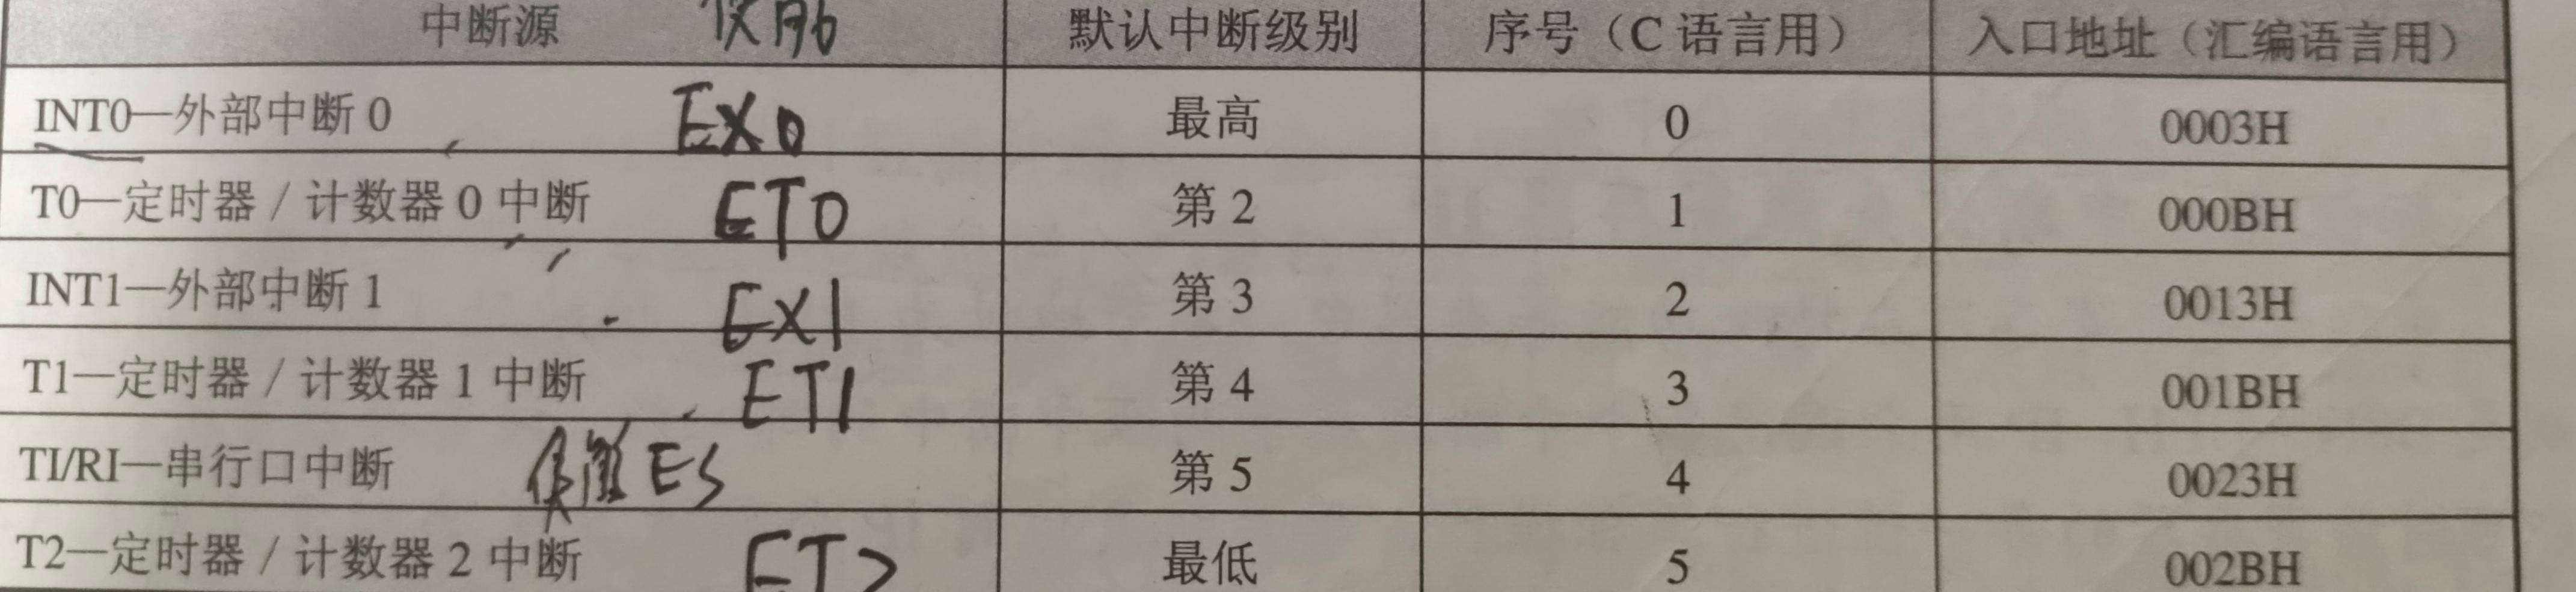 中断源 使能 默认中断级别 序号（C 语言用） 入口地址（汇编语言用）
INT0—外部中断 0 EX0 最高 0 0003H
T0—定时器 / 计数器 0 中断 ET0 第 2 1 000BH
INT1—外部中断 1 EX1 第 3 2 0013H
T1—定时器 / 计数器 1 中断 ET1 第 4 3 001BH
TI/RI—串行口中断 ES 第 5 4 0023H
T2—定时器 / 计数器 2 中断 ET2 最低 5 002BH